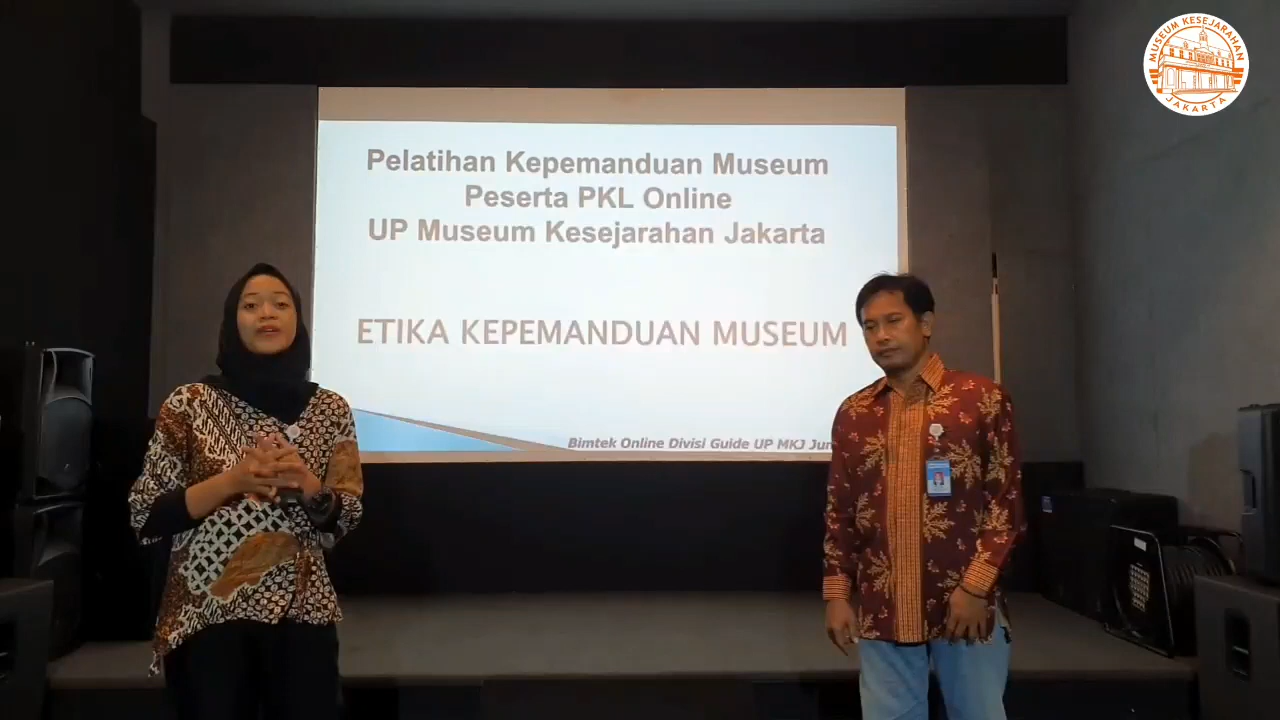 MUSEUM KESEJARAHAN
JAKARTA
Pelatihan Kepemanduan Museum
Peserta PKL Online
UP Museum Kesejarahan Jakarta
ETIKA KEPEMANDUAN MUSEUM
Bimtek Online Divisi Guide UP MKJ